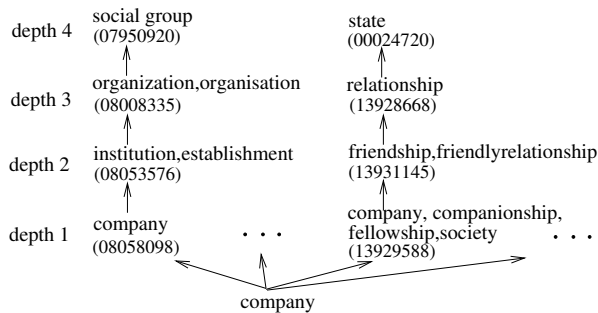 depth 4 social group state
(07950920) (00024720)
depth 3 organization,organisation relationship
(08008335) (13928668)
depth 2 institution,establishment friendship,friendlyrelationship
(08053576) (13931145)
depth 1 company . . . company, companionship,
fellowship,society . . .
(08058098) (13929588)
company